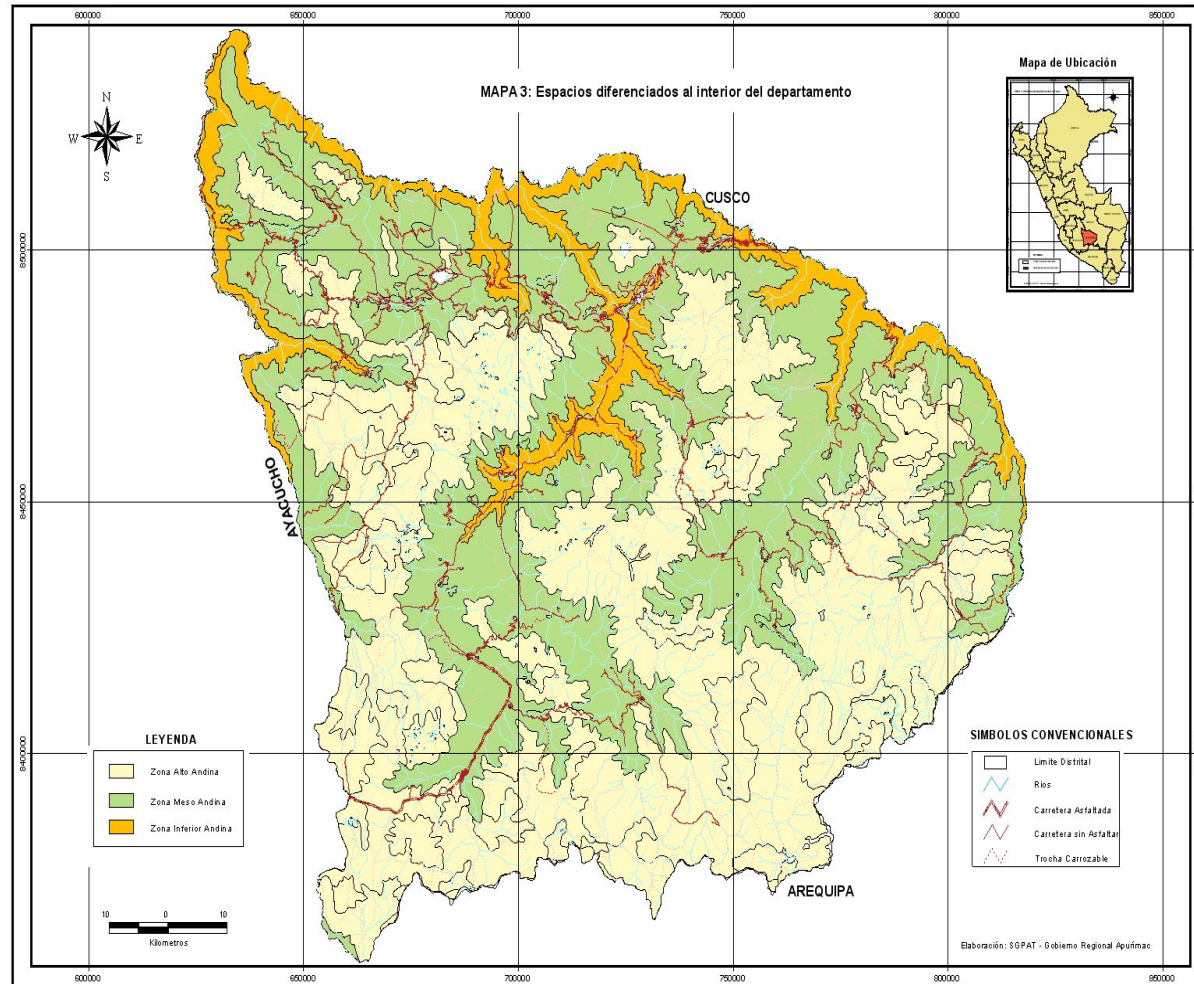 600000 650000 700000 750000 800000 850000
MAPA 3: Espacios diferenciados al interior del departamento
Mapa de Ubicación
N
W E
S
CUSCO
8500000
8450000
8400000
AYACUCHO
AREQUIPA
LEYENDA
Zona Alto Andina
Zona Meso Andina
Zona Inferior Andina
10 0 10
Kilometros
SIMBOLOS CONVENCIONALES
Limite Distrital
Rios
Carretera Asfaltada
Carretera sin Asfaltar
Trocha Carrozable
Elaboración: SGPAT - Gobierno Regional Apurímac
600000 650000 700000 750000 800000 850000